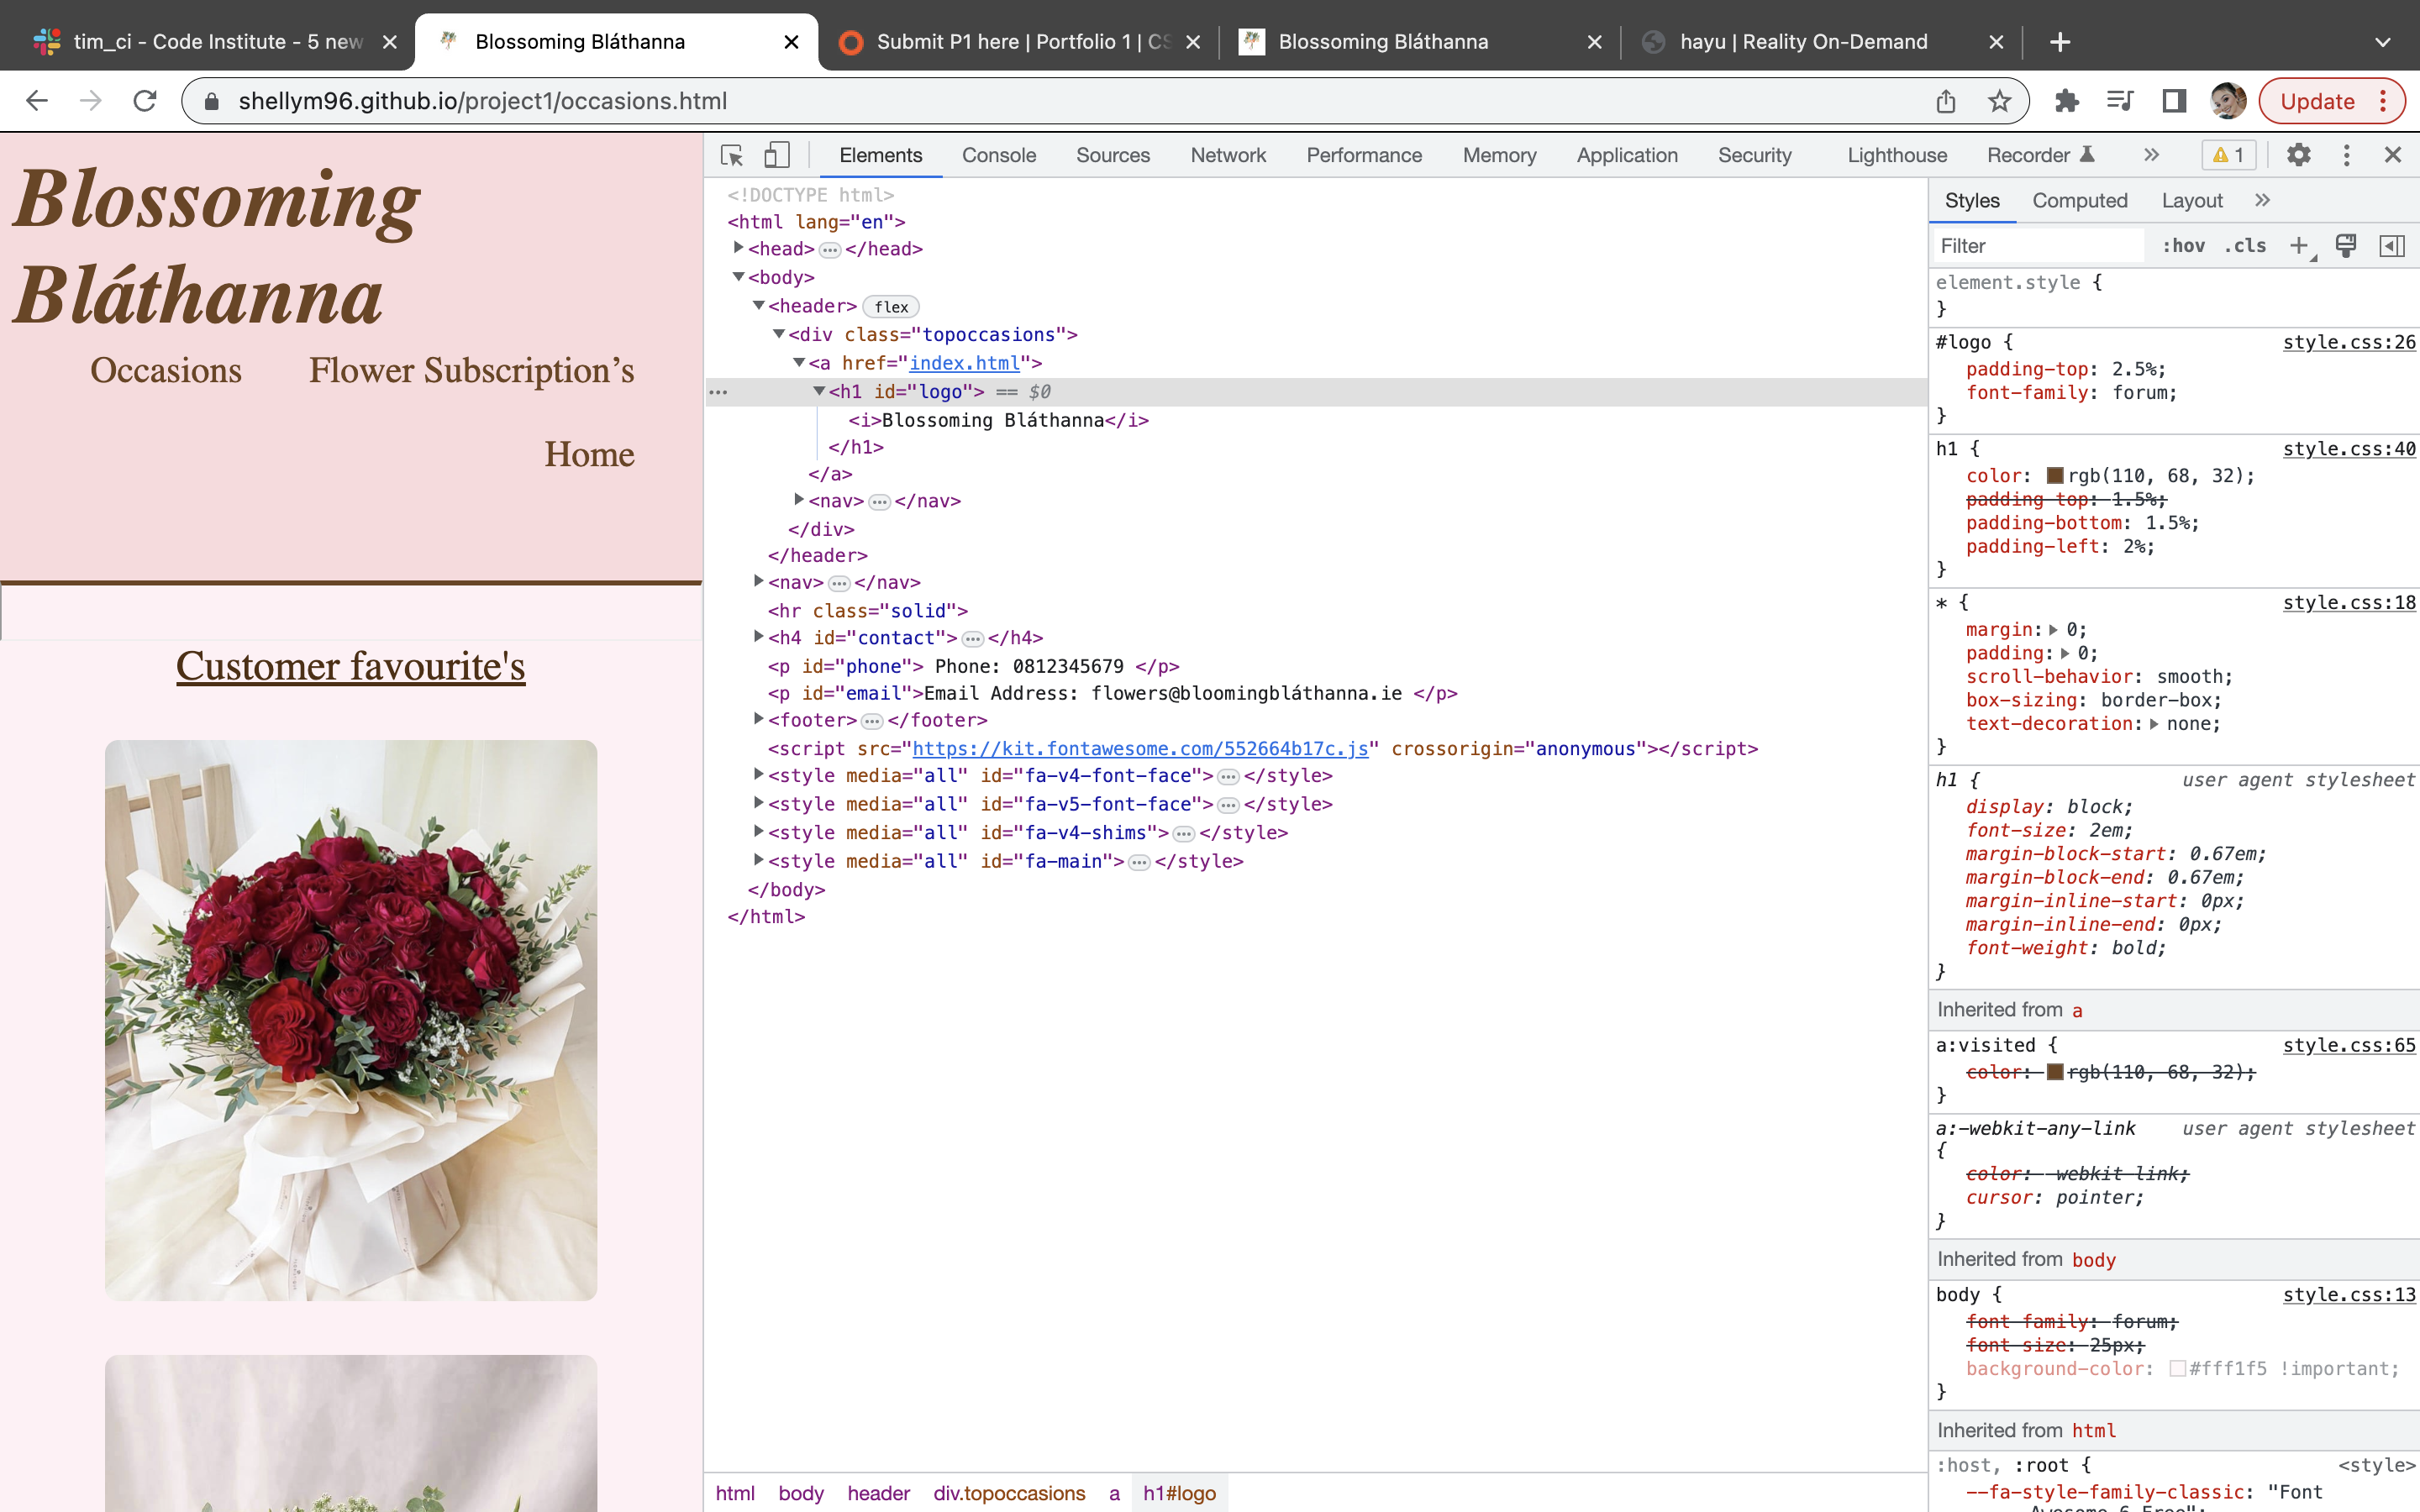 tim_ci - Code Institute - 5 new
Blossoming Bláthanna
Submit P1 here | Portfolio 1 | CS
Blossoming Bláthanna
hayu | Reality On-Demand
shellym96.github.io/project1/occasions.html
Update
Blossoming
Bláthanna
Occasions Flower Subscription’s
Home
Customer favourite's
Elements Console Sources Network Performance Memory Application Security Lighthouse Recorder 1
<!DOCTYPE html>
<html lang="en">
<head> ••• </head>
<body>
<header> flex
<div class="topoccasions">
<a href="index.html">
••• <h1 id="logo"> == $0
<i>Blossoming Bláthanna</i>
</h1>
</a>
<nav> ••• </nav>
</div>
</header>
<nav> ••• </nav>
<hr class="solid">
<h4 id="contact"> ••• </h4>
<p id="phone"> Phone: 0812345679 </p>
<p id="email">Email Address: flowers@bloomingbláthanna.ie </p>
<footer> ••• </footer>
<script src="https://kit.fontawesome.com/552664b17c.js" crossorigin="anonymous"></script>
<style media="all" id="fa-v4-font-face"> ••• </style>
<style media="all" id="fa-v5-font-face"> ••• </style>
<style media="all" id="fa-v4-shims"> ••• </style>
<style media="all" id="fa-main"> ••• </style>
</body>
</html>
html body header div.topoccasions a h1#logo
Styles Computed Layout
Filter :hov .cls
element.style {
}
#logo { style.css:26
padding-top: 2.5%;
font-family: forum;
}
h1 { style.css:40
color: rgb(110, 68, 32);
padding-top: 1.5%;
padding-bottom: 1.5%;
padding-left: 2%;
}
* { style.css:18
margin: 0;
padding: 0;
scroll-behavior: smooth;
box-sizing: border-box;
text-decoration: none;
}
h1 { user agent stylesheet
display: block;
font-size: 2em;
margin-block-start: 0.67em;
margin-block-end: 0.67em;
margin-inline-start: 0px;
margin-inline-end: 0px;
font-weight: bold;
}
Inherited from a
a:visited { style.css:65
color: rgb(110, 68, 32);
}
a:-webkit-any-link user agent stylesheet
{
color: -webkit-link;
cursor: pointer;
}
Inherited from body
body { style.css:13
font-family: forum;
font-size: 25px;
background-color: #fff1f5 !important;
}
Inherited from html
:host, :root { <style>
--fa-style-family-classic: "Font
Awesome 6 Free";